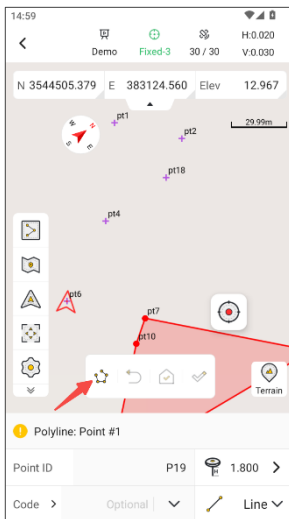 14:59
Demo
Fixed-3
30 / 30
H:0.020
V:0.030
N 3544505.379 E 383124.560 Elev 12.967
pt1
29.99m
N
W
E
S
pt2
pt18
pt4
pt6
pt7
pt10
Terrain
Polyline: Point #1
Point ID P19 1.800
Code Optional Line